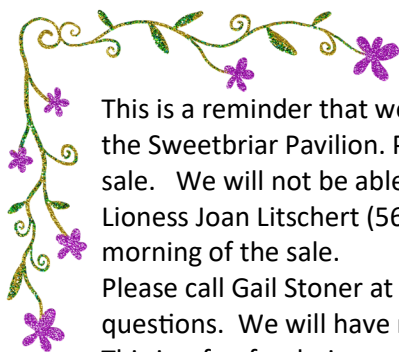 This is a reminder that we
the Sweetbriar Pavilion. P
sale.   We will not be able
Lioness Joan Litschert (56
morning of the sale.
Please call Gail Stoner at
questions.  We will have r